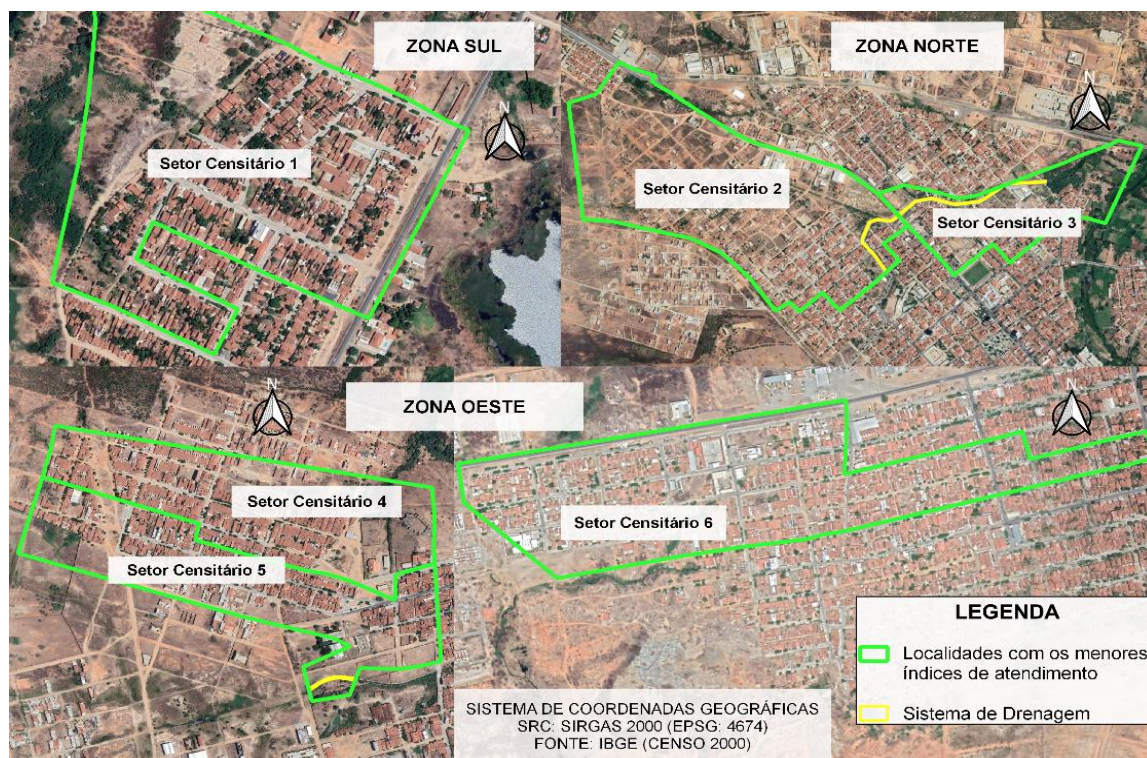 ZONA SUL
N
Setor Censitário 1
ZONA NORTE
N
Setor Censitário 2
Setor Censitário 3
ZONA OESTE
N
Setor Censitário 4
Setor Censitário 5
N
Setor Censitário 6
LEGENDA
Localidades com os menores
índices de atendimento
Sistema de Drenagem
SISTEMA DE COORDENADAS GEOGRÁFICAS
SRC: SIRGAS 2000 (EPSG: 4674)
FONTE: IBGE (CENSO 2000)